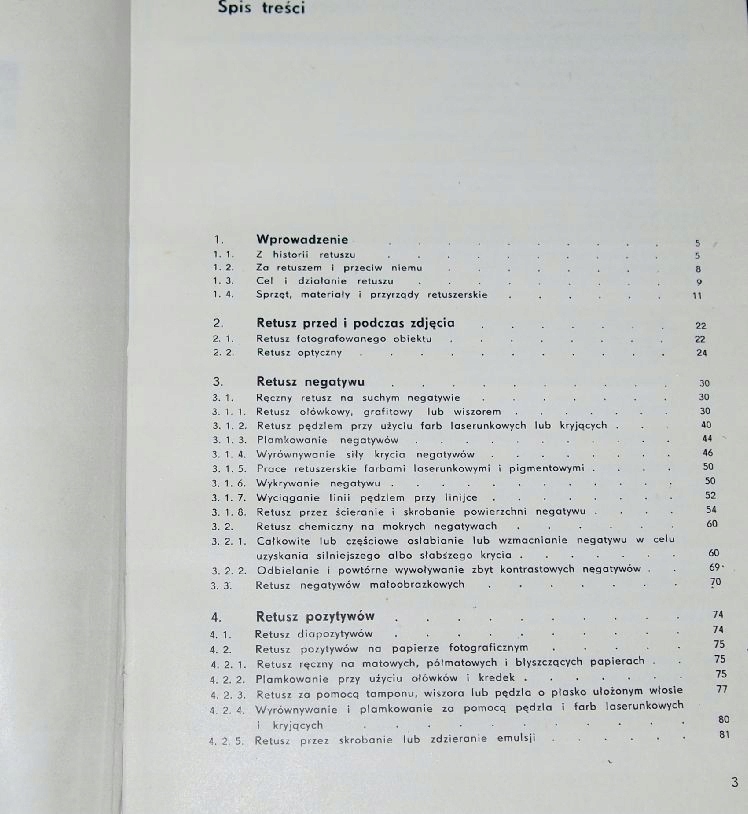 Spis treści
1. Wprowadzenie . . . . . . . . . 5
1. 1. Z historii retuszu . . . . . . . . . 5
1. 2. Za retuszem i przeciw niemu . . . . . . . 8
1. 3. Cel i działanie retuszu . . . . . . . . 9
1. 4. Sprzęt, materiały i przyrządy retuszerskie . . . . . . 11
2. Retusz przed i podczas zdjęcia . . . . . . 22
2. 1. Retusz fotografowanego obiektu . . . . . . . 22
2. 2. Retusz optyczny . . . . . . . . . . 24
3. Retusz negatywu . . . . . . . . . 30
3. 1. Ręczny retusz na suchym negatywie . . . . . . . 30
3. 1. 1. Retusz ołówkowy, grafitowy lub wiszorem . . . . . . 30
3. 1. 2. Retusz pędzlem przy użyciu farb laserunkowych lub kryjących . . . 40
3. 1. 3. Plamkowanie negatywów . . . . . . . . 44
3. 1. 4. Wyrównywanie siły krycia negatywów . . . . . . 46
3. 1. 5. Prace retuszerskie farbami laserunkowymi i pigmentowymi . . . . 50
3. 1. 6. Wykrywanie negatywu . . . . . . . . . 50
3. 1. 7. Wyciąganie linii pędzlem przy linijce . . . . . . 52
3. 1. 8. Retusz przez ścieranie i skrobanie powierzchni negatywu . . . . 54
3. 2. Retusz chemiczny na mokrych negatywach . . . . . . 60
3. 2. 1. Całkowite lub częściowe osłabianie lub wzmacnianie negatywu w celu
uzyskania silniejszego albo słabszego krycia . . . . . . 60
3. 2. 2. Odbielanie i powtórne wywoływanie zbyt kontrastowych negatywów . . 69
3. 3. Retusz negatywów małoobrazkowych . . . . . . 70
4. Retusz pozytywów . . . . . . . . . 74
4. 1. Retusz diapozytywów . . . . . . . . . 74
4. 2. Retusz pozytywów na papierze fotograficznym . . . . . 75
4. 2. 1. Retusz ręczny na matowych, półmatowych i błyszczących papierach . . 75
4. 2. 2. Plamkowanie przy użyciu ołówków i kredek . . . . . . 75
4. 2. 3. Retusz za pomocą tamponu, wiszora lub pędzla o płasko ułożonym włosie 77
4. 2. 4. Wyrównywanie i plamkowanie za pomocą pędzla i farb laserunkowych
i kryjących . . . . . . . . . . 80
4. 2. 5. Retusz przez skrobanie lub zdzieranie emulsji . . . . . 81
3